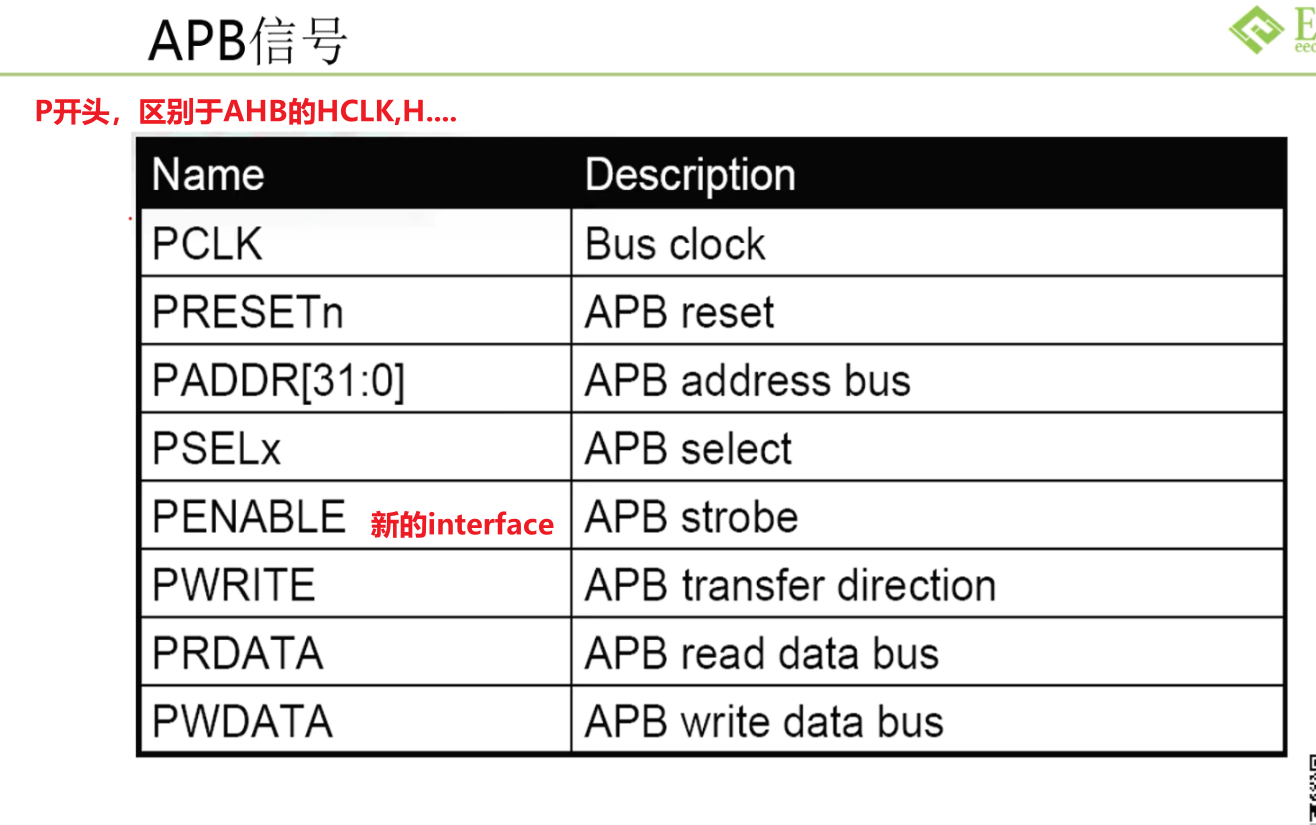 APB信号
P开头，区别于AHB的HCLK,H....
Name Description
PCLK Bus clock
PRESETn APB reset
PADDR[31:0] APB address bus
PSELx APB select
PENABLE 新的interface APB strobe
PWRITE APB transfer direction
PRDATA APB read data bus
PWDATA APB write data bus